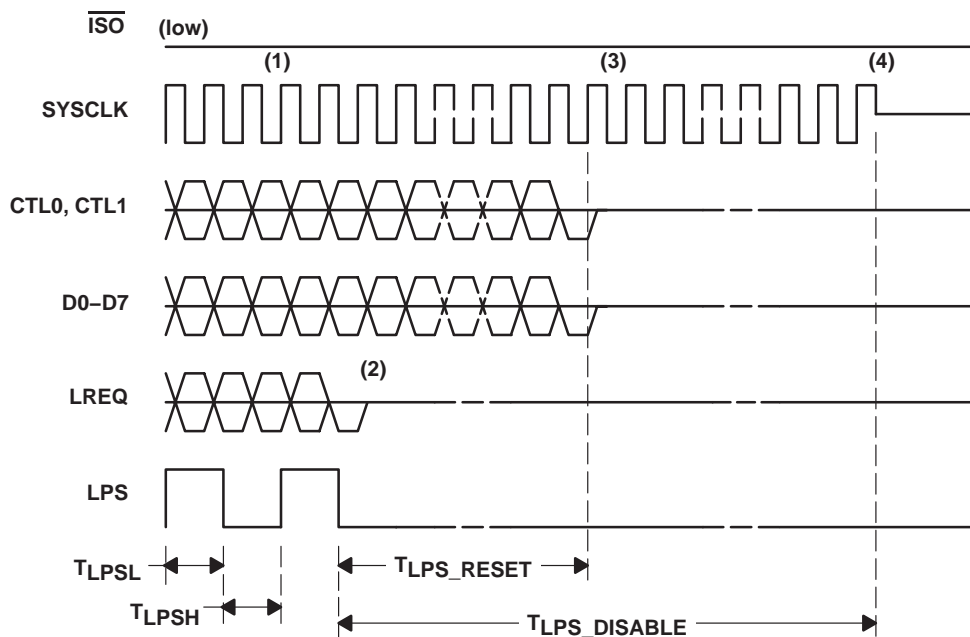 ISO (low)
(1) (3) (4)
SYSCLK
CTL0, CTL1
D0–D7
(2)
LREQ
LPS
TLPSL TLPS_RESET
TLPSH TLPS_DISABLE